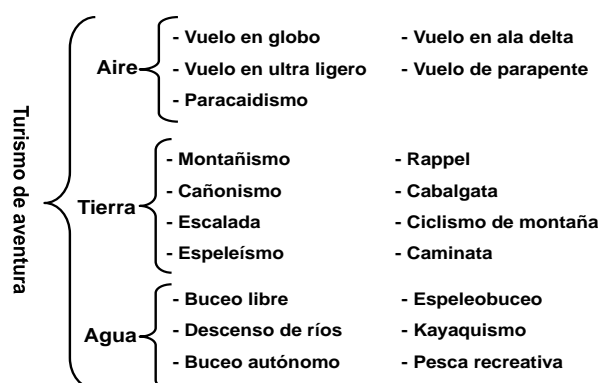 Turismo de aventura
Aire
- Vuelo en globo
- Vuelo en ala delta
- Vuelo en ultra ligero
- Vuelo de parapente
- Paracaidismo
Tierra
- Montañismo
- Rappel
- Cañonismo
- Cabalgata
- Escalada
- Ciclismo de montaña
- Espeleísmo
- Caminata
Agua
- Buceo libre
- Espeleobuceo
- Descenso de ríos
- Kayaquismo
- Buceo autónomo
- Pesca recreativa